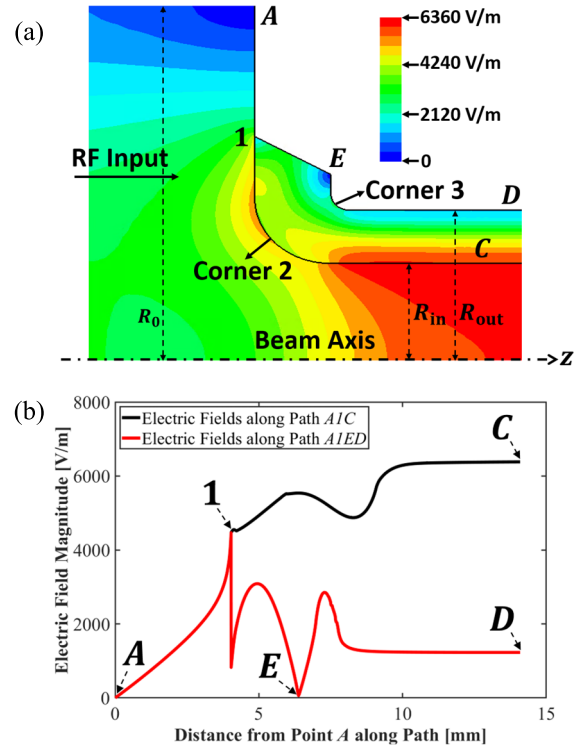 (a)
A
6360 V/m
4240 V/m
2120 V/m
0
1
E
RF Input
Corner 3
D
C
Corner 2
R₀
R_in
R_out
Beam Axis
z
(b)
8000
6000
4000
2000
0
Electric Field Magnitude [V/m]
Electric Fields along Path A1C
Electric Fields along Path A1ED
C
1
A
E
D
0
5
10
15
Distance from Point A along Path [mm]